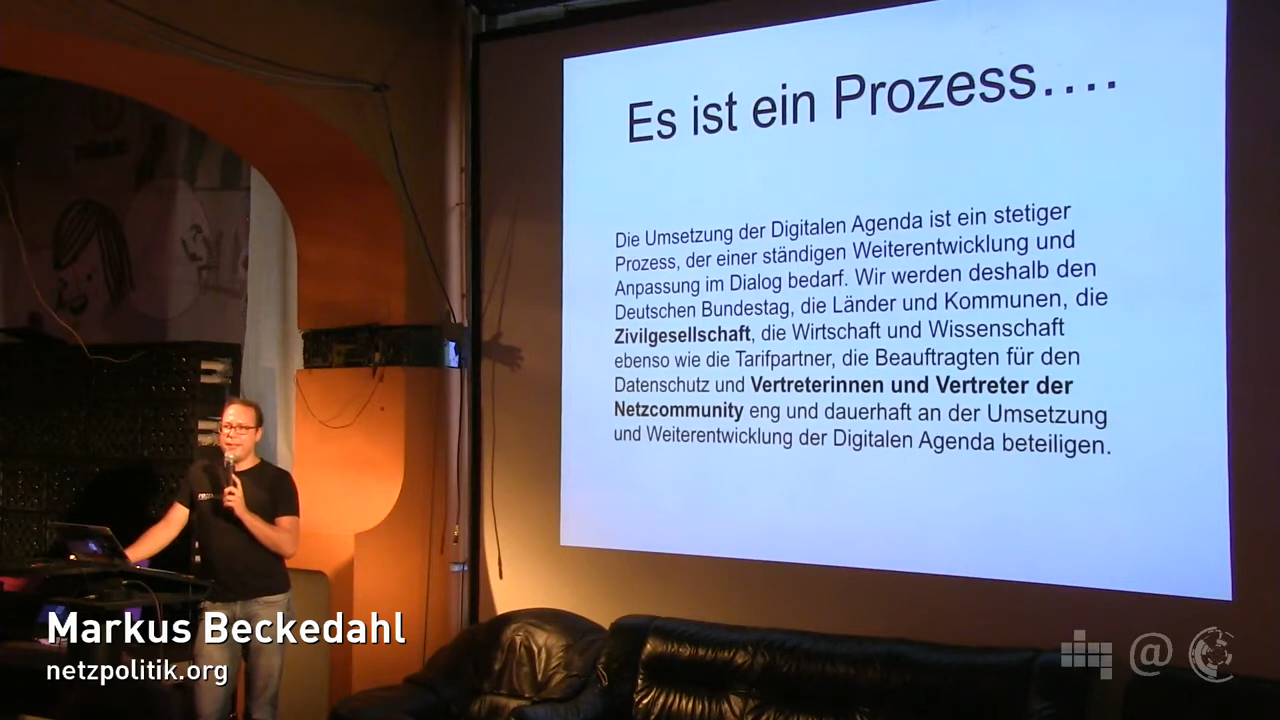 Es ist ein Prozess….
Die Umsetzung der Digitalen Agenda ist ein stetiger
Prozess, der einer ständigen Weiterentwicklung und
Anpassung im Dialog bedarf. Wir werden deshalb den
Deutschen Bundestag, die Länder und Kommunen, die
Zivilgesellschaft, die Wirtschaft und Wissenschaft
ebenso wie die Tarifpartner, die Beauftragten für den
Datenschutz und Vertreterinnen und Vertreter der
Netzcommunity eng und dauerhaft an der Umsetzung
und Weiterentwicklung der Digitalen Agenda beteiligen.
Markus Beckedahl
netzpolitik.org
@